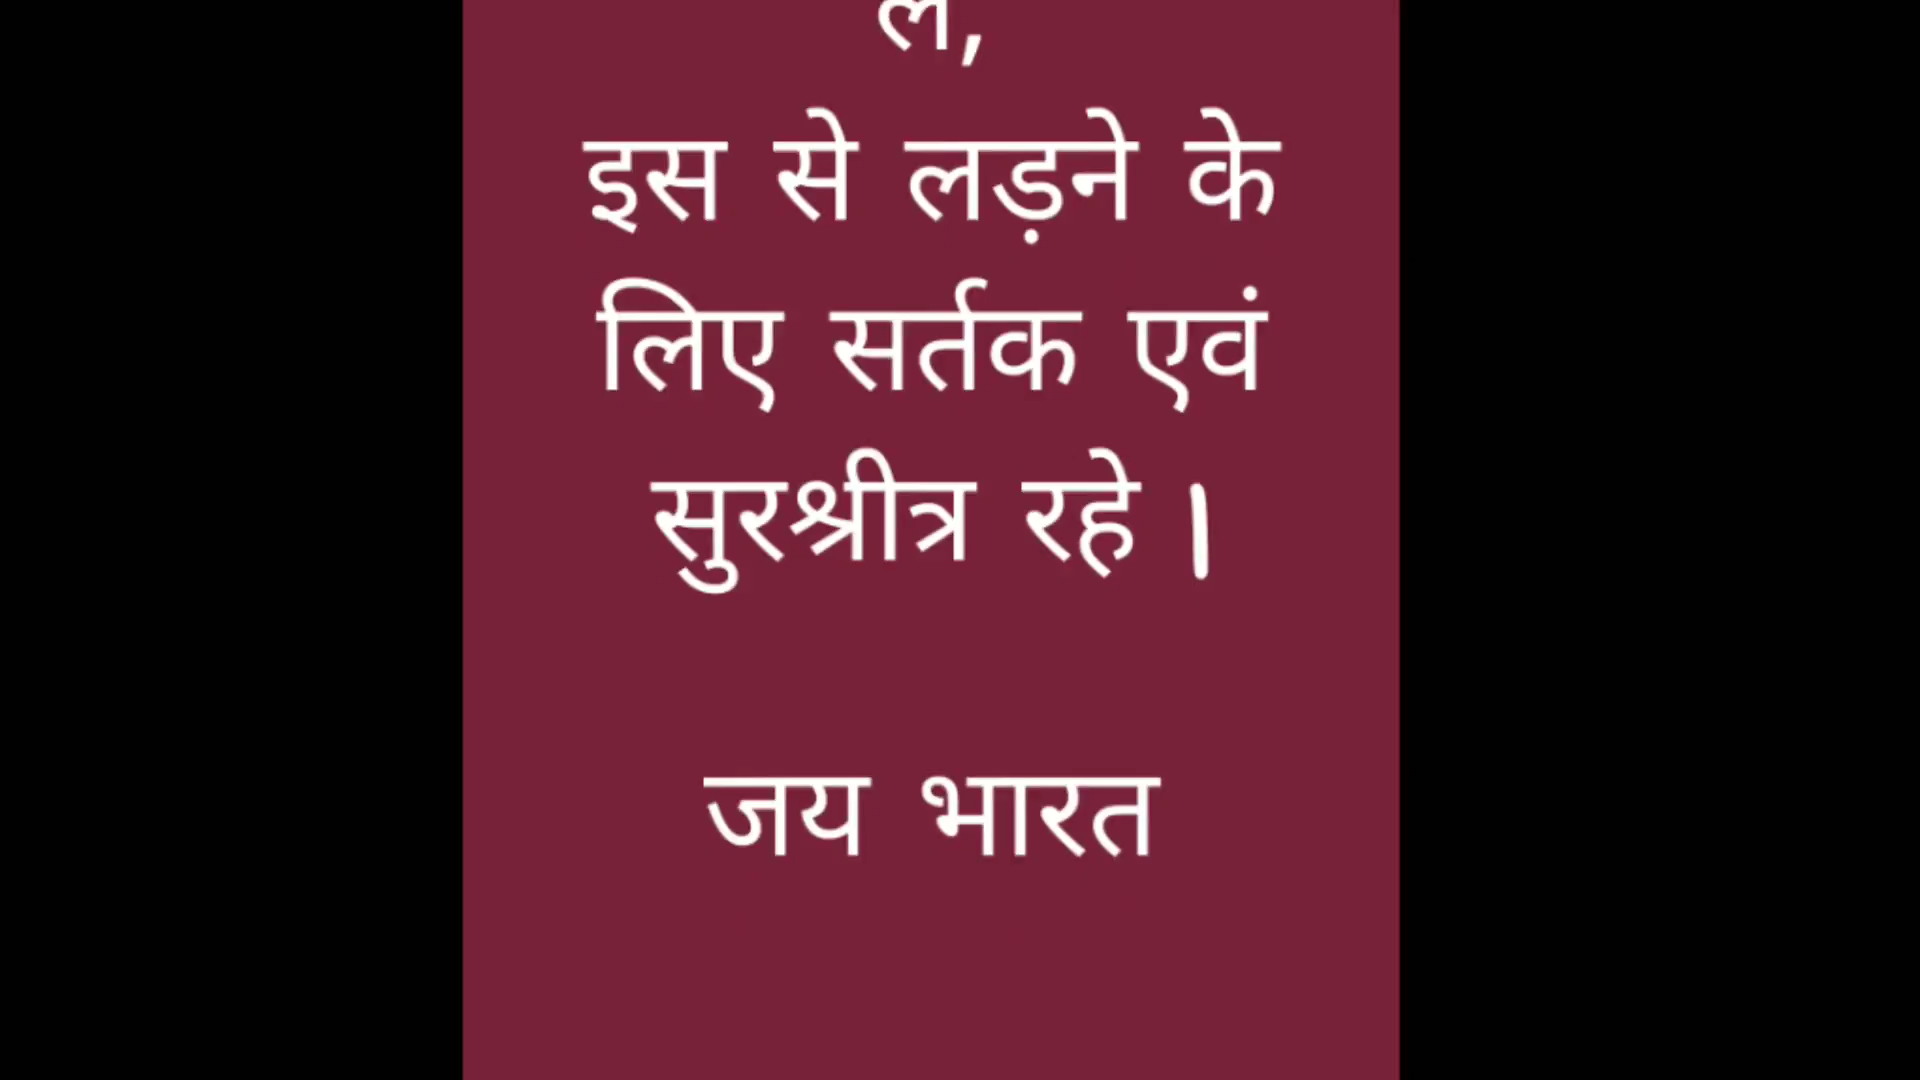 इस से लड़ने के
लिए सर्तक एवं
सुरश्रीत्र रहे ।
जय भारत